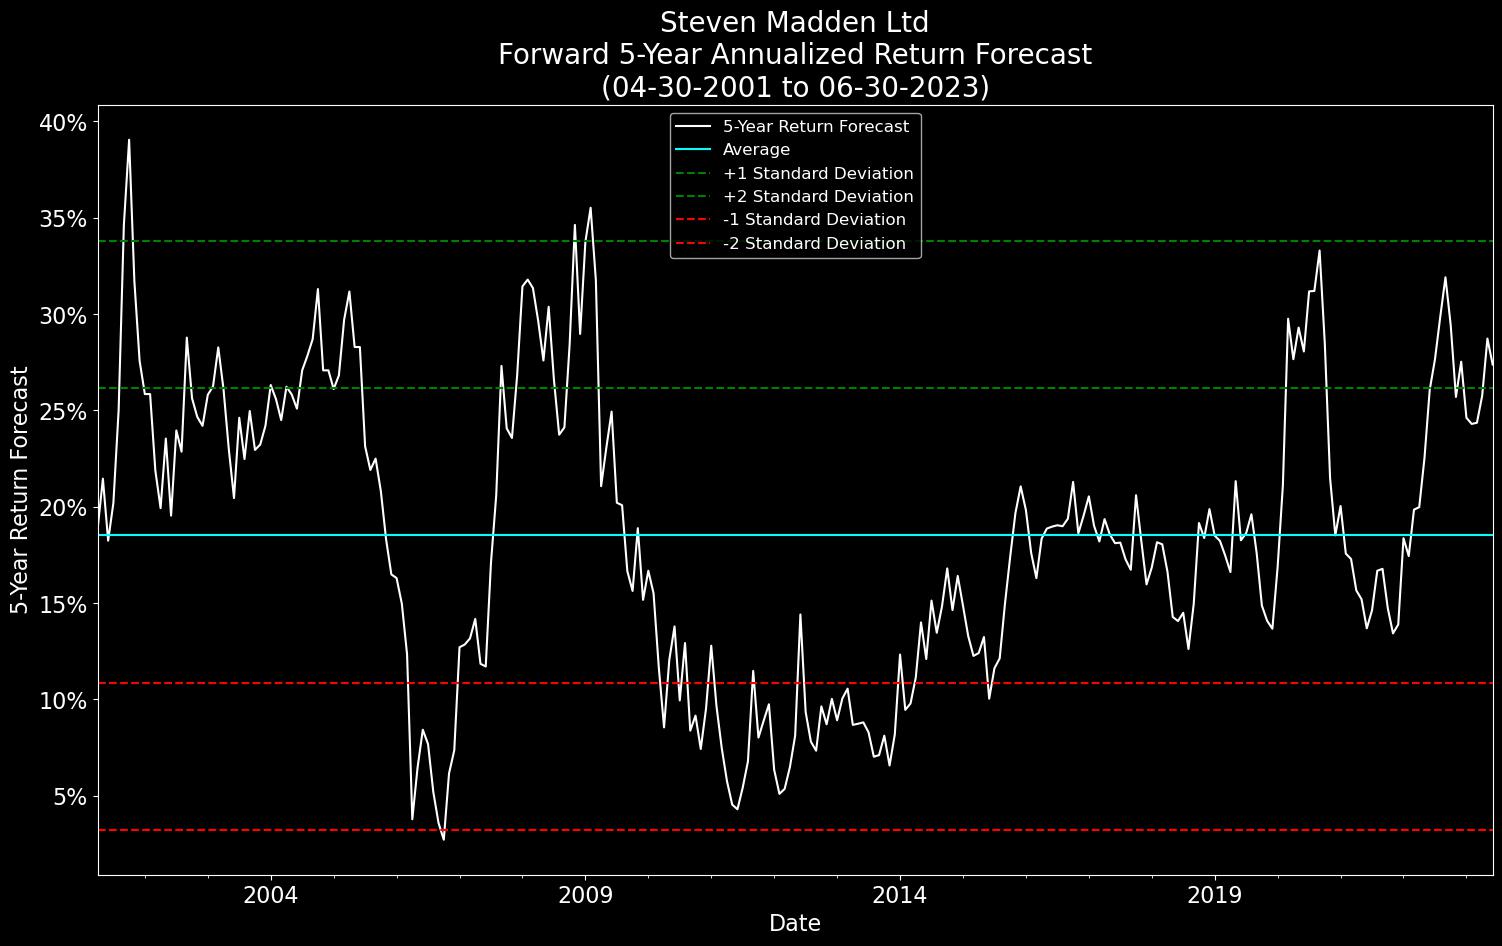 Steven Madden Ltd
Forward 5-Year Annualized Return Forecast
(04-30-2001 to 06-30-2023)
5-Year Return Forecast
Average
+1 Standard Deviation
+2 Standard Deviation
-1 Standard Deviation
-2 Standard Deviation
40%
35%
30%
25%
20%
15%
10%
5%
5-Year Return Forecast
2004
2009
2014
2019
Date